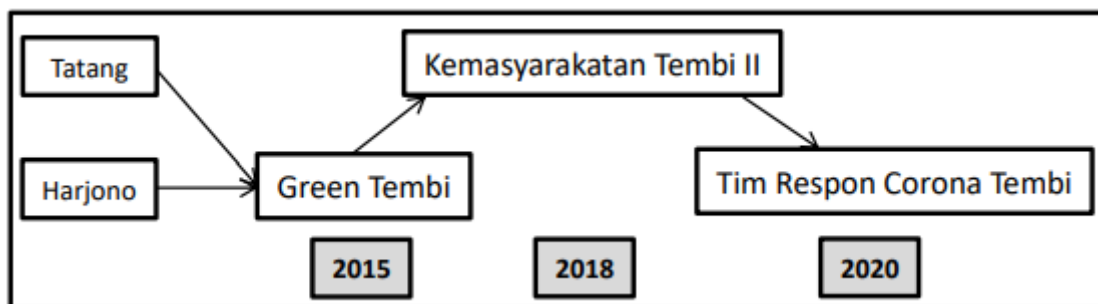 Tatang
Kemasyarakatan Tembi II
Harjono
Green Tembi
Tim Respon Corona Tembi
2015
2018
2020